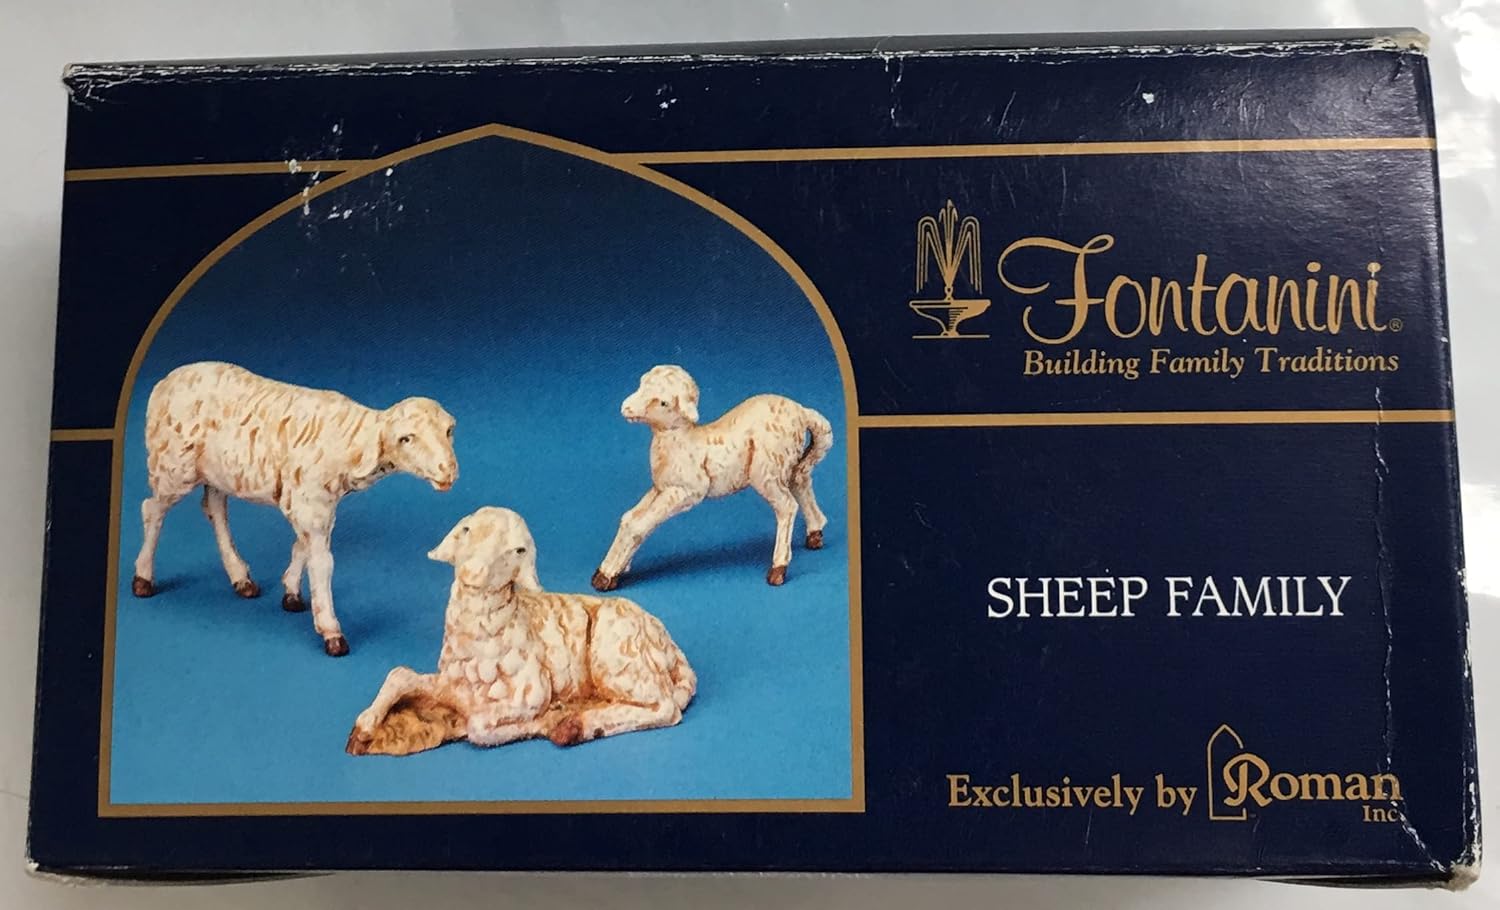 Fontanini®
Building Family Traditions
SHEEP FAMILY
Exclusively by Roman
Inc